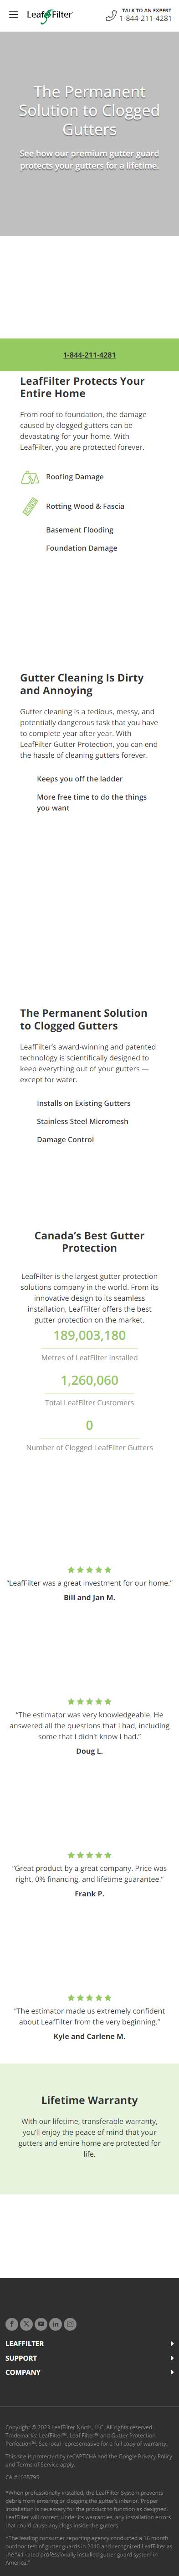 LeafFilter
TALK TO AN EXPERT
1-844-211-4281
The Permanent
Solution to Clogged
Gutters
See how our premium gutter guard
protects your gutters for a lifetime.
1-844-211-4281
LeafFilter Protects Your
Entire Home
From roof to foundation, the damage
caused by clogged gutters can be
devastating for your home. With
LeafFilter, you are protected forever.
Roofing Damage
Rotting Wood & Fascia
Basement Flooding
Foundation Damage
Gutter Cleaning Is Dirty
and Annoying
Gutter cleaning is a tedious, messy, and
potentially dangerous task that you have
to complete year after year. With
LeafFilter Gutter Protection, you can end
the hassle of cleaning gutters forever.
Keeps you off the ladder
More free time to do the things
you want
The Permanent Solution
to Clogged Gutters
LeafFilter's award-winning and patented
technology is scientifically designed to
keep everything out of your gutters —
except for water.
Installs on Existing Gutters
Stainless Steel Micromesh
Damage Control
Canada's Best Gutter
Protection
LeafFilter is the largest gutter protection
solutions company in the world. From its
innovative design to its seamless
installation, LeafFilter offers the best
gutter protection on the market.
189,003,180
Metres of LeafFilter Installed
1,260,060
Total LeafFilter Customers
0
Number of Clogged LeafFilter Gutters
"LeafFilter was a great investment for our home."
Bill and Jan M.
"The estimator was very knowledgeable. He
answered all the questions that I had, including
some that I didn't know I had."
Doug L.
"Great product by a great company. Price was
right, 0% financing, and lifetime guarantee."
Frank P.
"The estimator made us extremely confident
about LeafFilter from the very beginning."
Kyle and Carlene M.
Lifetime Warranty
With our lifetime, transferable warranty,
you'll enjoy the peace of mind that your
gutters and entire home are protected for
life.
LEAFFILTER
SUPPORT
COMPANY
Copyright © 2023 LeafFilter North, LLC. All rights reserved.
Trademarks: LeafFilter™, Leaf Filter™ and Gutter Protection
Perfection™. See local representative for a full copy of warranty.
This site is protected by reCAPTCHA and the Google Privacy Policy
and Terms of Service apply.
CA #1035795
*When professionally installed, the LeafFilter System prevents
debris from entering or clogging the gutter's interior. Proper
installation is necessary for the product to function as designed.
LeafFilter will correct, under its warranties, any installation errors
that could cause any clogs inside the gutters.
*The leading consumer reporting agency conducted a 16 month
outdoor test of gutter guards in 2010 and recognized LeafFilter as
the "#1 rated professionally installed gutter guard system in
America."